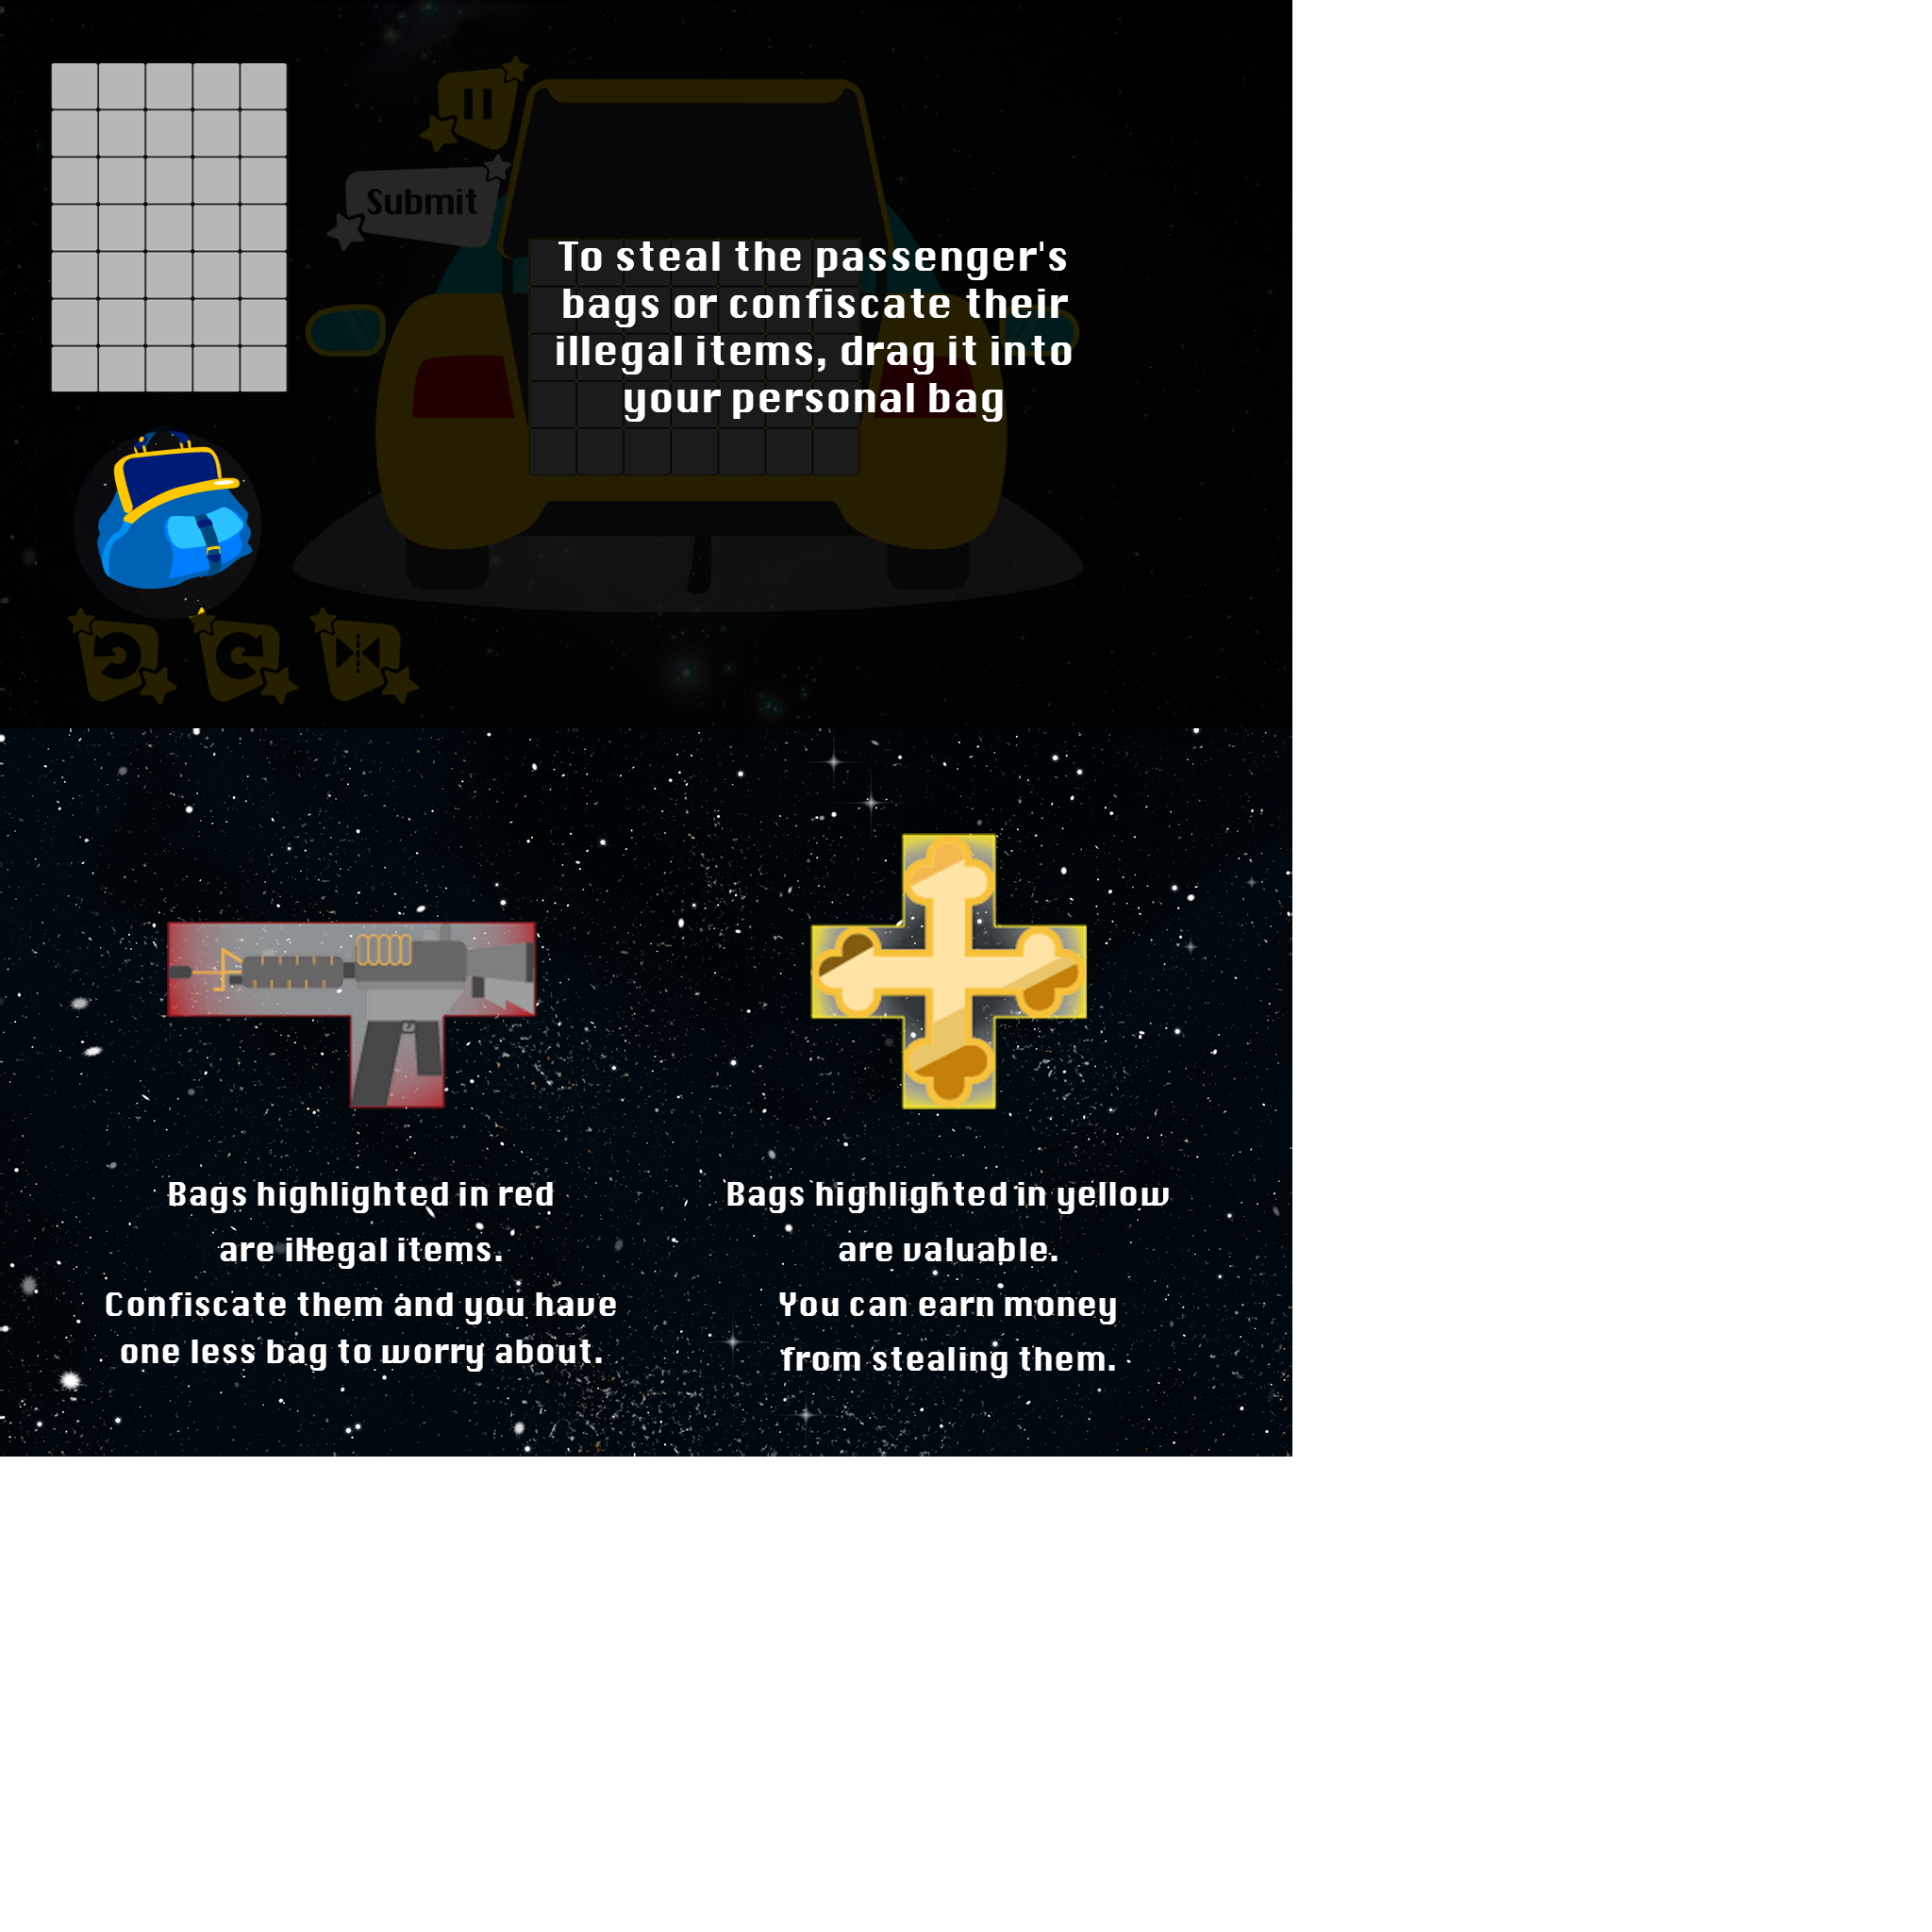 Submit
To steal the passenger's
bags or confiscate their
illegal items, drag it into
your personal bag
Bags highlighted in red
are illegal items.
Confiscate them and you have
one less bag to worry about.
Bags highlighted in yellow
are valuable.
You can earn money
from stealing them.